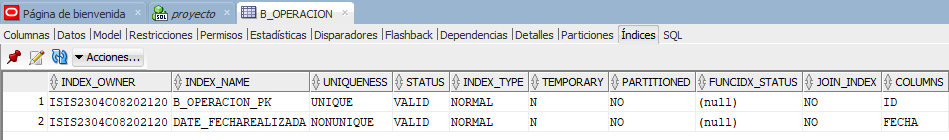 Página de bienvenida proyecto B_OPERACION
Columnas Datos Model Restricciones Permisos Estadísticas Disparadores Flashback Dependencias Detalles Particiones Índices SQL
Acciones...
INDEX_OWNER INDEX_NAME UNIQUENESS STATUS INDEX_TYPE TEMPORARY PARTITIONED FUNCIDX_STATUS JOIN_INDEX COLUMNS
1 ISIS2304C08202120 B_OPERACION_PK UNIQUE VALID NORMAL N NO (null) NO ID
2 ISIS2304C08202120 DATE_FECHAREALIZADA NONUNIQUE VALID NORMAL N NO (null) NO FECHA